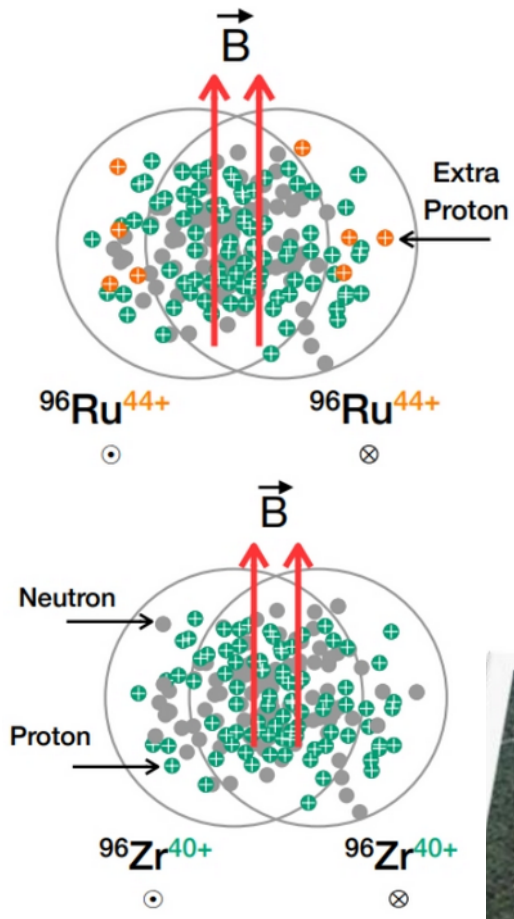 B
Extra
Proton
96Ru44+ 96Ru44+
B
Neutron
Proton
96Zr40+ 96Zr40+